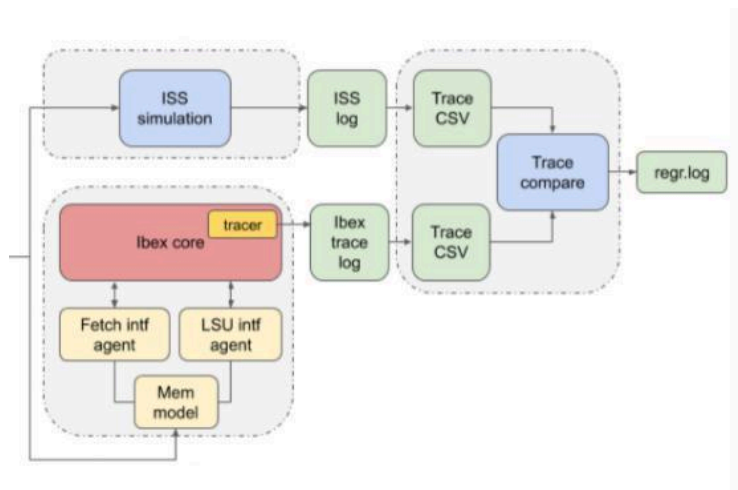 ISS
simulation
ISS
log
Trace
CSV
Trace
compare
regr.log
tracer
Ibex core
Ibex
trace
log
Trace
CSV
Fetch intf
agent
LSU intf
agent
Mem
model